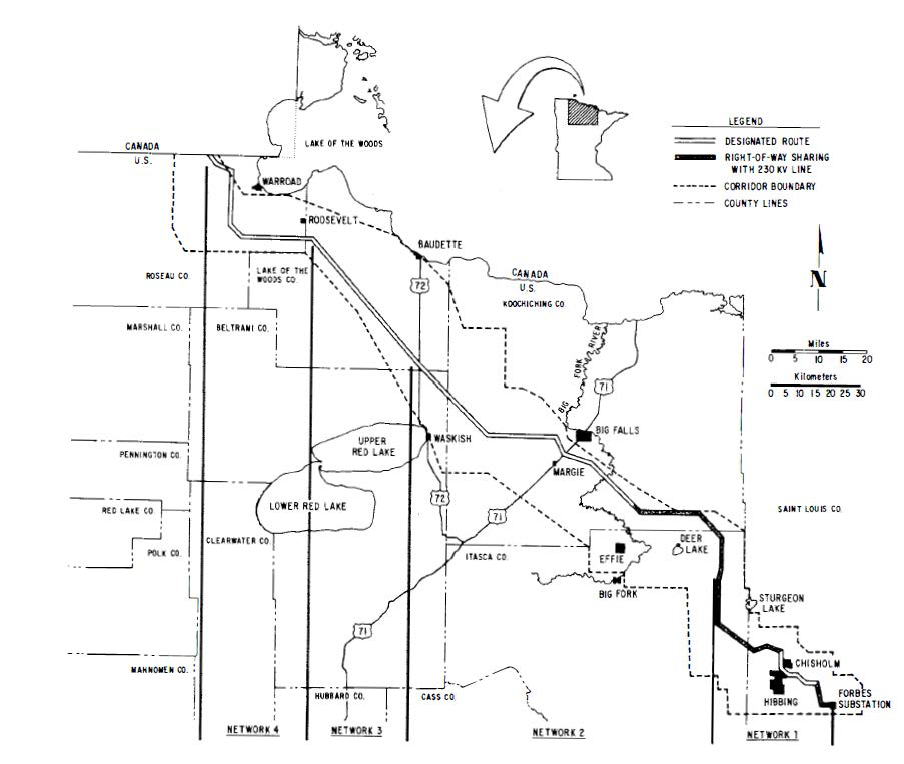 LAKE OF THE WOODS
CANADA
U.S.
WARROAD
ROOSEVELT
BAUDETTE
LEGEND
DESIGNATED ROUTE
RIGHT-OF-WAY SHARING
WITH 230 KV LINE
CORRIDOR BOUNDARY
COUNTY LINES
N
Miles
0 5 10 15 20
Kilometers
0 5 10 15 20 25 30
ROSEAU CO.
LAKE OF THE
WOODS CO.
72
CANADA
U.S.
KOOCHICHING CO.
MARSHALL CO.
BELTRAMI CO.
BIG FORK RIVER
71
BIG FALLS
WASKISH
UPPER
RED LAKE
MARGIE
PENNINGTON CO.
LOWER RED LAKE
72
71
RED LAKE CO.
SAINT LOUIS CO.
CLEARWATER CO.
POLK CO.
ITASCA CO.
EFFIE
DEER
LAKE
BIG FORK
STURGEON
LAKE
71
MAHNOMEN CO.
CHISHOLM
HUBBARD CO.
CASS CO.
HIBBING
FORBES
SUBSTATION
NETWORK 4
NETWORK 3
NETWORK 2
NETWORK 1